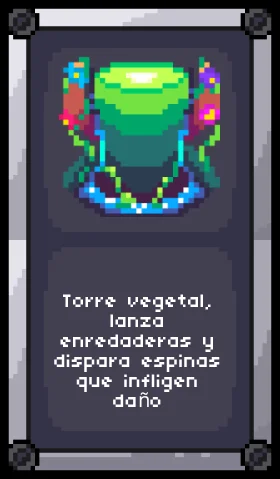 Torre vegetal,
lanza
enredaderas y
dispara espinas
que infligen
daño